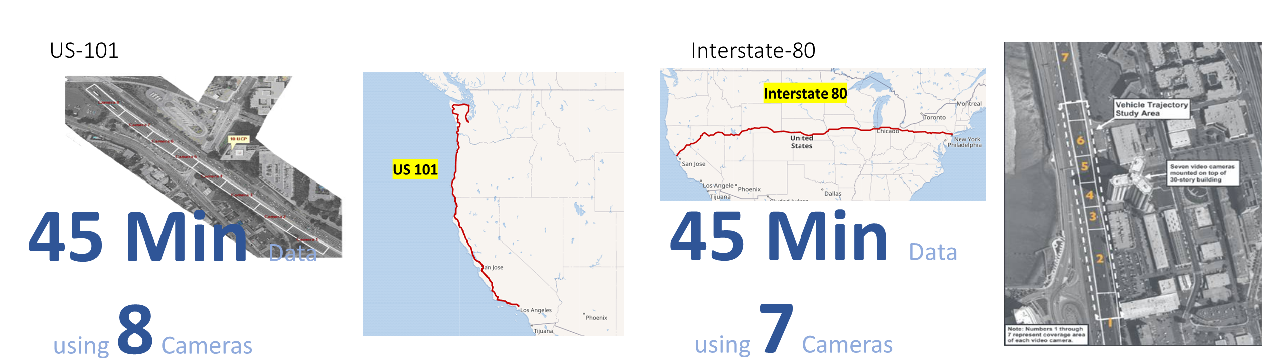 US-101
45 Min Data
using 8 Cameras
US 101
San Jose
Los Angeles
Phoenix
Tijuana
Interstate-80
Interstate 80
Montreal
Toronto
Chicago
United
States
New York
Philadelphia
San Jose
Los Angeles
Phoenix
Dallas
Tijuana
45 Min Data
using 7 Cameras
7
Vehicle Trajectory
Study Area
6
5
Seven video cameras
mounted on top of
30-story building
4
3
2
1
Note: Numbers 1 through
7 represent coverage area
of each video camera.